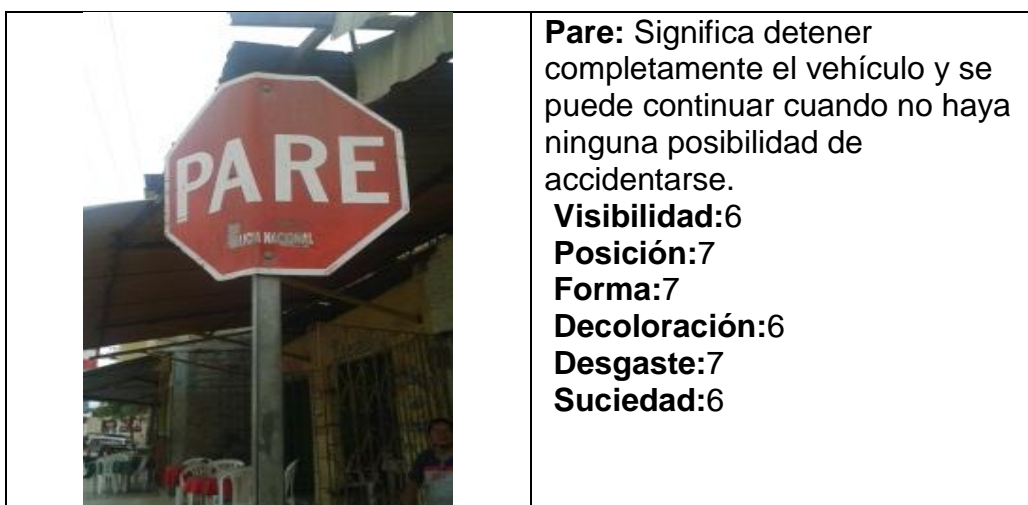 PARE
NACIONAL
Pare: Significa detener
completamente el vehículo y se
puede continuar cuando no haya
ninguna posibilidad de
accidentarse.
Visibilidad:6
Posición:7
Forma:7
Decoloración:6
Desgaste:7
Suciedad:6